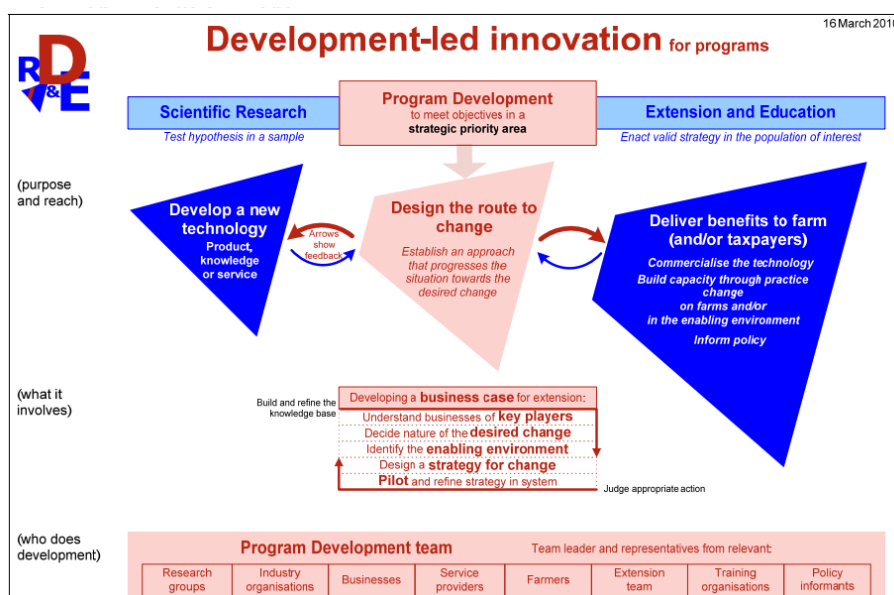 16 March 2010
Development-led innovation for programs
R D & E
Scientific Research
Program Development
to meet objectives in a
strategic priority area
Extension and Education
Test hypothesis in a sample
Enact valid strategy in the population of interest
(purpose
and reach)
Develop a new
technology
Product,
knowledge
or service
Arrows
show
feedback
Design the route to
change
Establish an approach
that progresses the
situation towards the
desired change
Deliver benefits to farm
(and/or taxpayers)
Commercialise the technology
Build capacity through practice
change
on farms and/or
in the enabling environment
Inform policy
(what it
involves)
Build and refine the
knowledge base
Developing a business case for extension:
Understand businesses of key players
Decide nature of the desired change
Identify the enabling environment
Design a strategy for change
Pilot and refine strategy in system
Judge appropriate action
(who does
development)
Program Development team
Team leader and representatives from relevant:
Research
groups
Industry
organisations
Businesses
Service
providers
Farmers
Extension
team
Training
organisations
Policy
informants